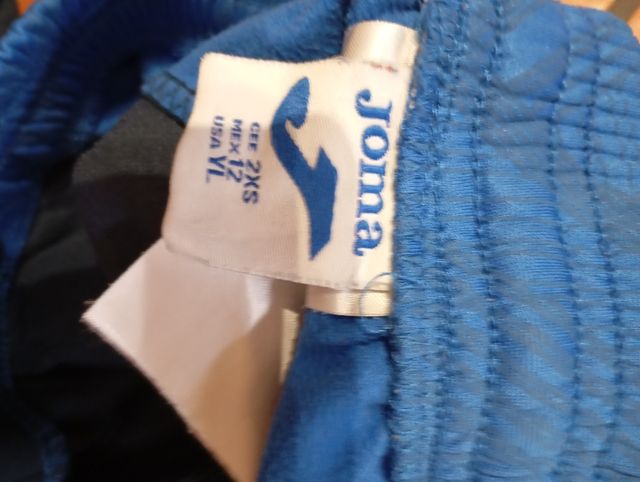 Joma
CEE 2XS
MEX 12
USA YL